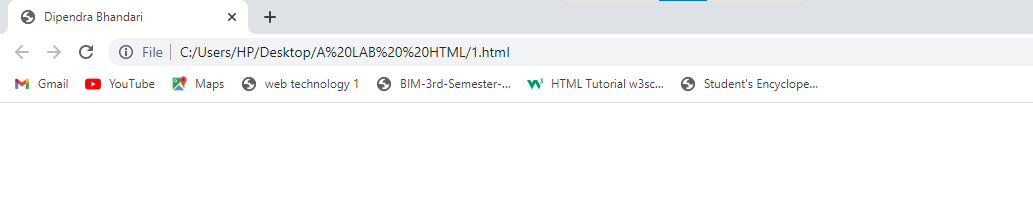 Dipendra Bhandari
File | C:/Users/HP/Desktop/A%20LAB%20%20HTML/1.html
Gmail YouTube Maps web technology 1 BIM-3rd-Semester-... HTML Tutorial w3sc... Student's Encyclope...